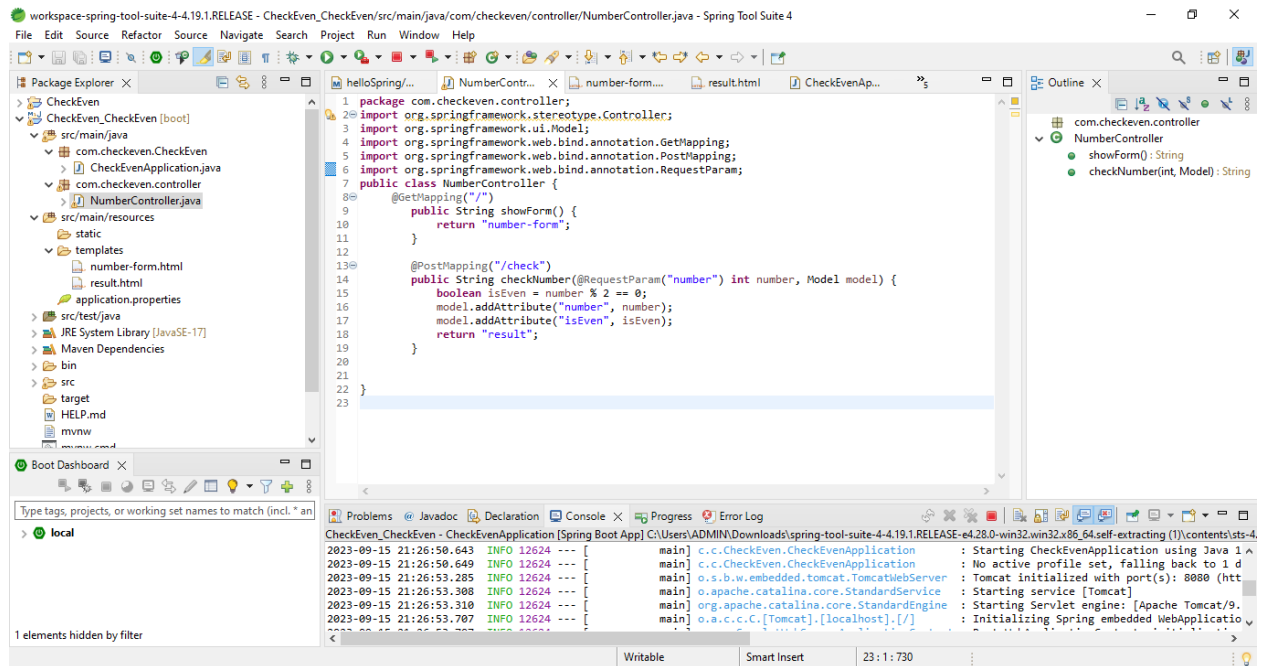 workspace-spring-tool-suite-4-4.19.1.RELEASE - CheckEven_CheckEven/src/main/java/com/checkeven/controller/NumberController.java - Spring Tool Suite 4
File Edit Source Refactor Source Navigate Search Project Run Window Help
Package Explorer
CheckEven
CheckEven_CheckEven [boot]
src/main/java
com.checkeven.CheckEven
CheckEvenApplication.java
com.checkeven.controller
NumberController.java
src/main/resources
static
templates
number-form.html
result.html
application.properties
src/test/java
JRE System Library [JavaSE-17]
Maven Dependencies
bin
src
target
HELP.md
mvnw
mvnw.cmd
Boot Dashboard
Type tags, projects, or working set names to match (incl. * an
local
1 elements hidden by filter
helloSpring/... NumberContr... number-form.... result.html CheckEvenAp... »5
1 package com.checkeven.controller;
2 import org.springframework.stereotype.Controller;
3 import org.springframework.ui.Model;
4 import org.springframework.web.bind.annotation.GetMapping;
5 import org.springframework.web.bind.annotation.PostMapping;
6 import org.springframework.web.bind.annotation.RequestParam;
7 public class NumberController {
8 @GetMapping("/")
9 public String showForm() {
10 return "number-form";
11 }
12
13 @PostMapping("/check")
14 public String checkNumber(@RequestParam("number") int number, Model model) {
15 boolean isEven = number % 2 == 0;
16 model.addAttribute("number", number);
17 model.addAttribute("isEven", isEven);
18 return "result";
19 }
20
21
22 }
23
Outline
com.checkeven.controller
NumberController
showForm() : String
checkNumber(int, Model) : String
Problems Javadoc Declaration Console Progress Error Log
CheckEven_CheckEven - CheckEvenApplication [Spring Boot App] C:\Users\ADMIN\Downloads\spring-tool-suite-4-4.19.1.RELEASE-e4.28.0-win32.win32.x86_64.self-extracting (1)\contents\sts-4.
2023-09-15 21:26:50.643 INFO 12624 --- [ main] c.c.CheckEven.CheckEvenApplication : Starting CheckEvenApplication using Java 1
2023-09-15 21:26:50.649 INFO 12624 --- [ main] c.c.CheckEven.CheckEvenApplication : No active profile set, falling back to 1 d
2023-09-15 21:26:53.285 INFO 12624 --- [ main] o.s.b.w.embedded.tomcat.TomcatWebServer : Tomcat initialized with port(s): 8080 (htt
2023-09-15 21:26:53.308 INFO 12624 --- [ main] o.apache.catalina.core.StandardService : Starting service [Tomcat]
2023-09-15 21:26:53.310 INFO 12624 --- [ main] org.apache.catalina.core.StandardEngine : Starting Servlet engine: [Apache Tomcat/9.
2023-09-15 21:26:53.707 INFO 12624 --- [ main] o.a.c.c.C.[Tomcat].[localhost].[/] : Initializing Spring embedded WebApplicatio
Writable Smart Insert 23 : 1 : 730